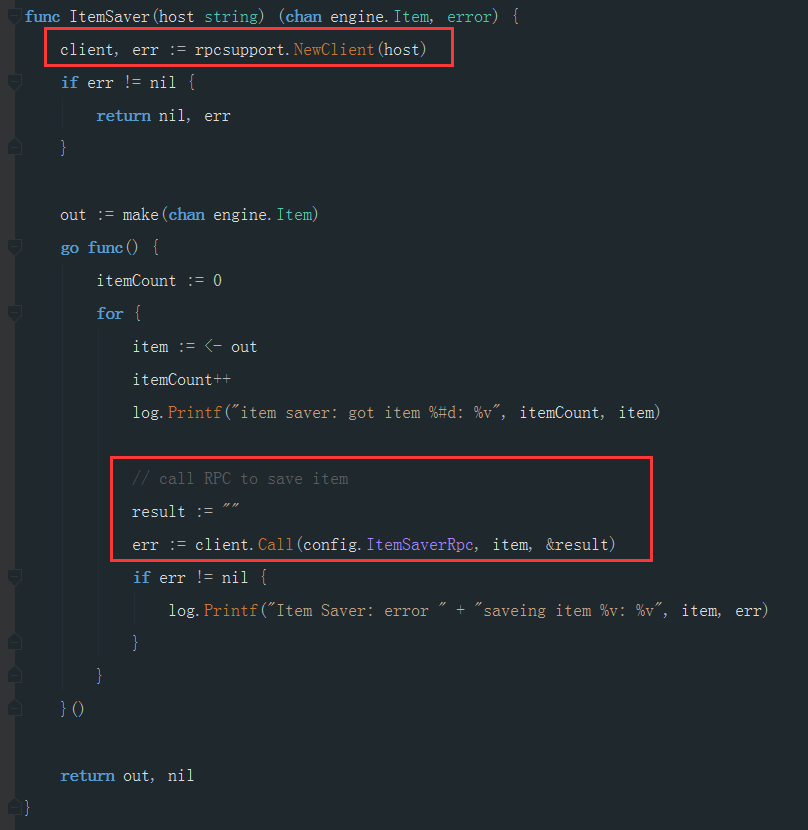 func ItemSaver(host string) (chan engine.Item, error) {
    client, err := rpcsupport.NewClient(host)
    if err != nil {
        return nil, err
    }
    out := make(chan engine.Item)
    go func() {
        itemCount := 0
        for {
            item := <- out
            itemCount++
            log.Printf("item saver: got item %#d: %v", itemCount, item)
            // call RPC to save item
            result := ""
            err := client.Call(config.ItemSaverRpc, item, &result)
            if err != nil {
                log.Printf("Item Saver: error " + "saveing item %v: %v", item, err)
            }
        }
    }()
    return out, nil
}